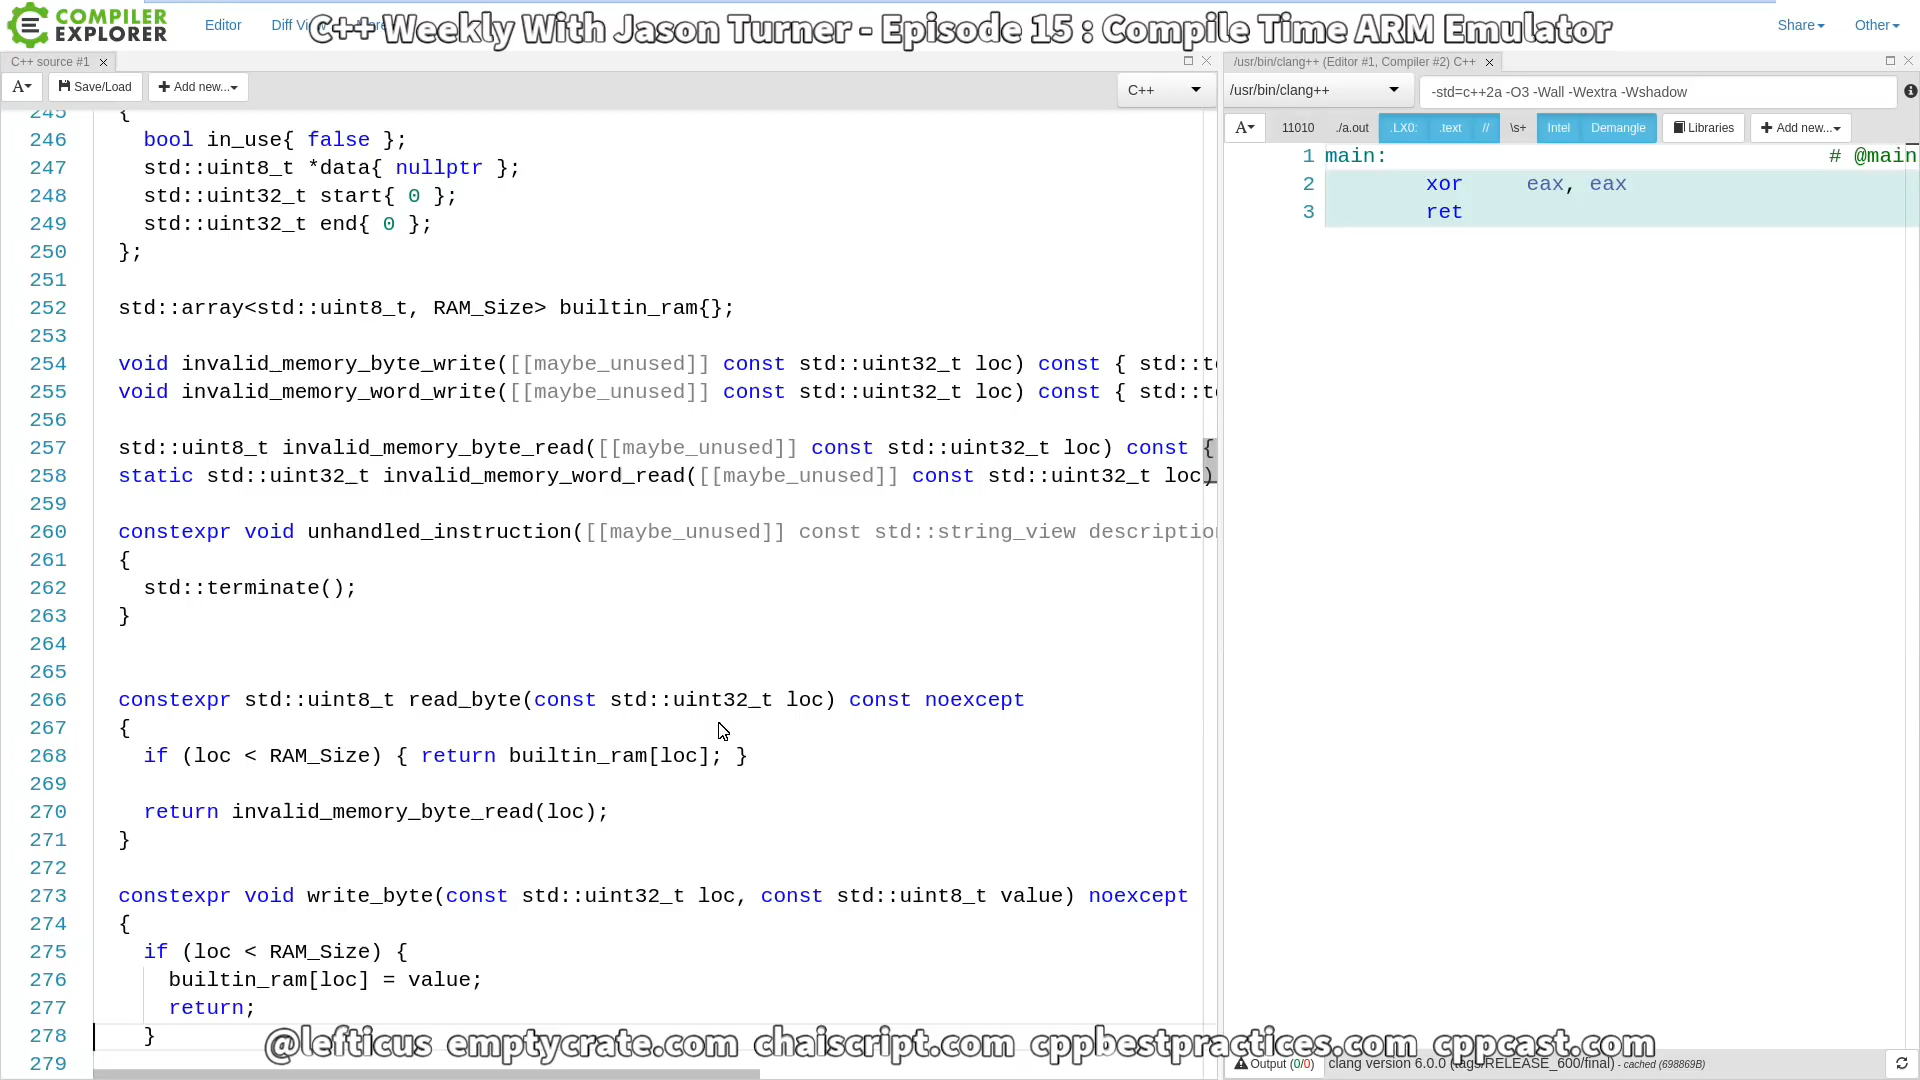 COMPILER
EXPLORER
Editor
C++ Weekly With Jason Turner - Episode 15 : Compile Time ARM Emulator
Share
Other
C++ source #1
/usr/bin/clang++ (Editor #1, Compiler #2) C++
A
Save/Load
Add new...
C++
/usr/bin/clang++
-std=c++2a -O3 -Wall -Wextra -Wshadow
A
11010
./a.out
.LX0:
.text
//
\s+
Intel
Demangle
Libraries
Add new...
245 {
246 bool in_use{ false };
247 std::uint8_t *data{ nullptr };
248 std::uint32_t start{ 0 };
249 std::uint32_t end{ 0 };
250 };
251
252 std::array<std::uint8_t, RAM_Size> builtin_ram{};
253
254 void invalid_memory_byte_write([[maybe_unused]] const std::uint32_t loc) const { std::t
255 void invalid_memory_word_write([[maybe_unused]] const std::uint32_t loc) const { std::t
256
257 std::uint8_t invalid_memory_byte_read([[maybe_unused]] const std::uint32_t loc) const {
258 static std::uint32_t invalid_memory_word_read([[maybe_unused]] const std::uint32_t loc)
259
260 constexpr void unhandled_instruction([[maybe_unused]] const std::string_view descriptio
261 {
262 std::terminate();
263 }
264
265
266 constexpr std::uint8_t read_byte(const std::uint32_t loc) const noexcept
267 {
268 if (loc < RAM_Size) { return builtin_ram[loc]; }
269
270 return invalid_memory_byte_read(loc);
271 }
272
273 constexpr void write_byte(const std::uint32_t loc, const std::uint8_t value) noexcept
274 {
275 if (loc < RAM_Size) {
276 builtin_ram[loc] = value;
277 return;
278 }
279
1 main: # @main
2 xor eax, eax
3 ret
@lefticus emptycrate.com chaiscript.com cppbestpractices.com cppcast.com
Output (0/0) clang version 6.0.0 (tags/RELEASE_600/final) - cached (698869B)